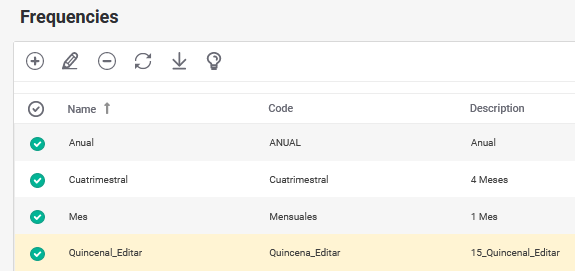 Frequencies
Name Code Description
Anual ANUAL Anual
Cuatrimestral Cuatrimestral 4 Meses
Mes Mensuales 1 Mes
Quincenal_Editar Quincena_Editar 15_Quincenal_Editar